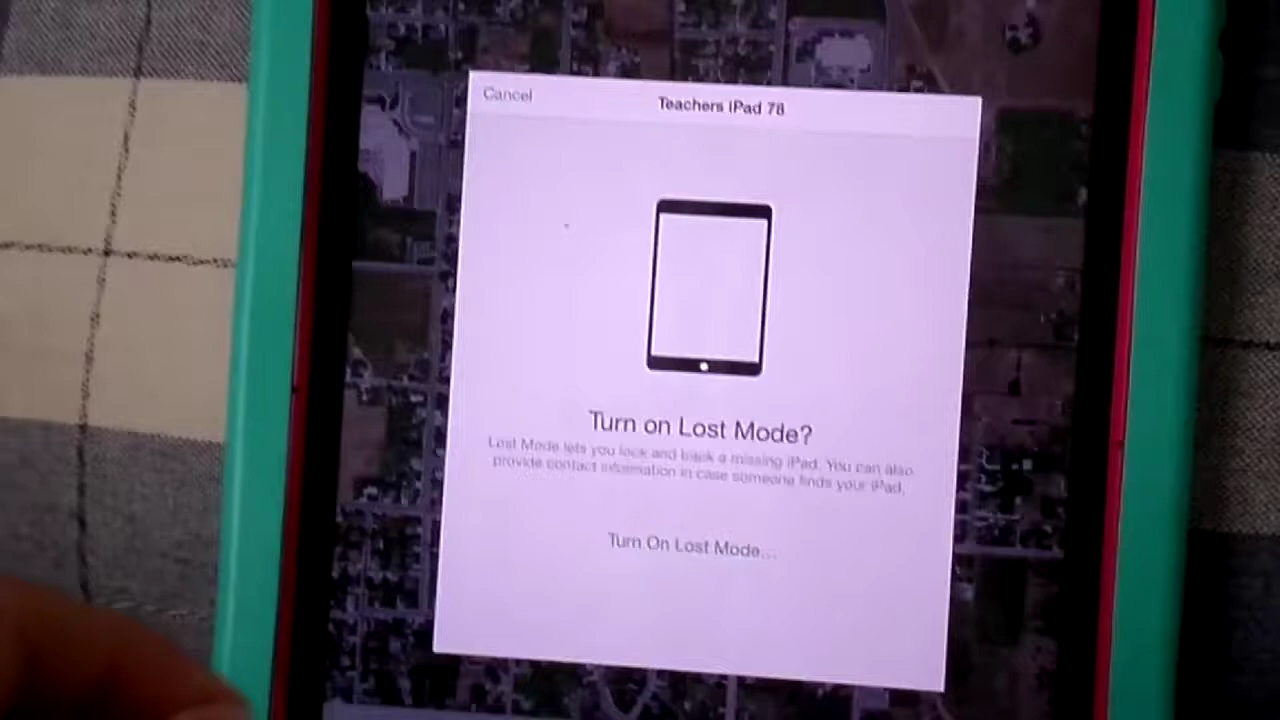 Cancel
Teachers iPad 78
Turn on Lost Mode?
Lost Mode lets you lock and track a missing iPad. You can also
provide contact information in case someone finds your iPad.
Turn On Lost Mode...